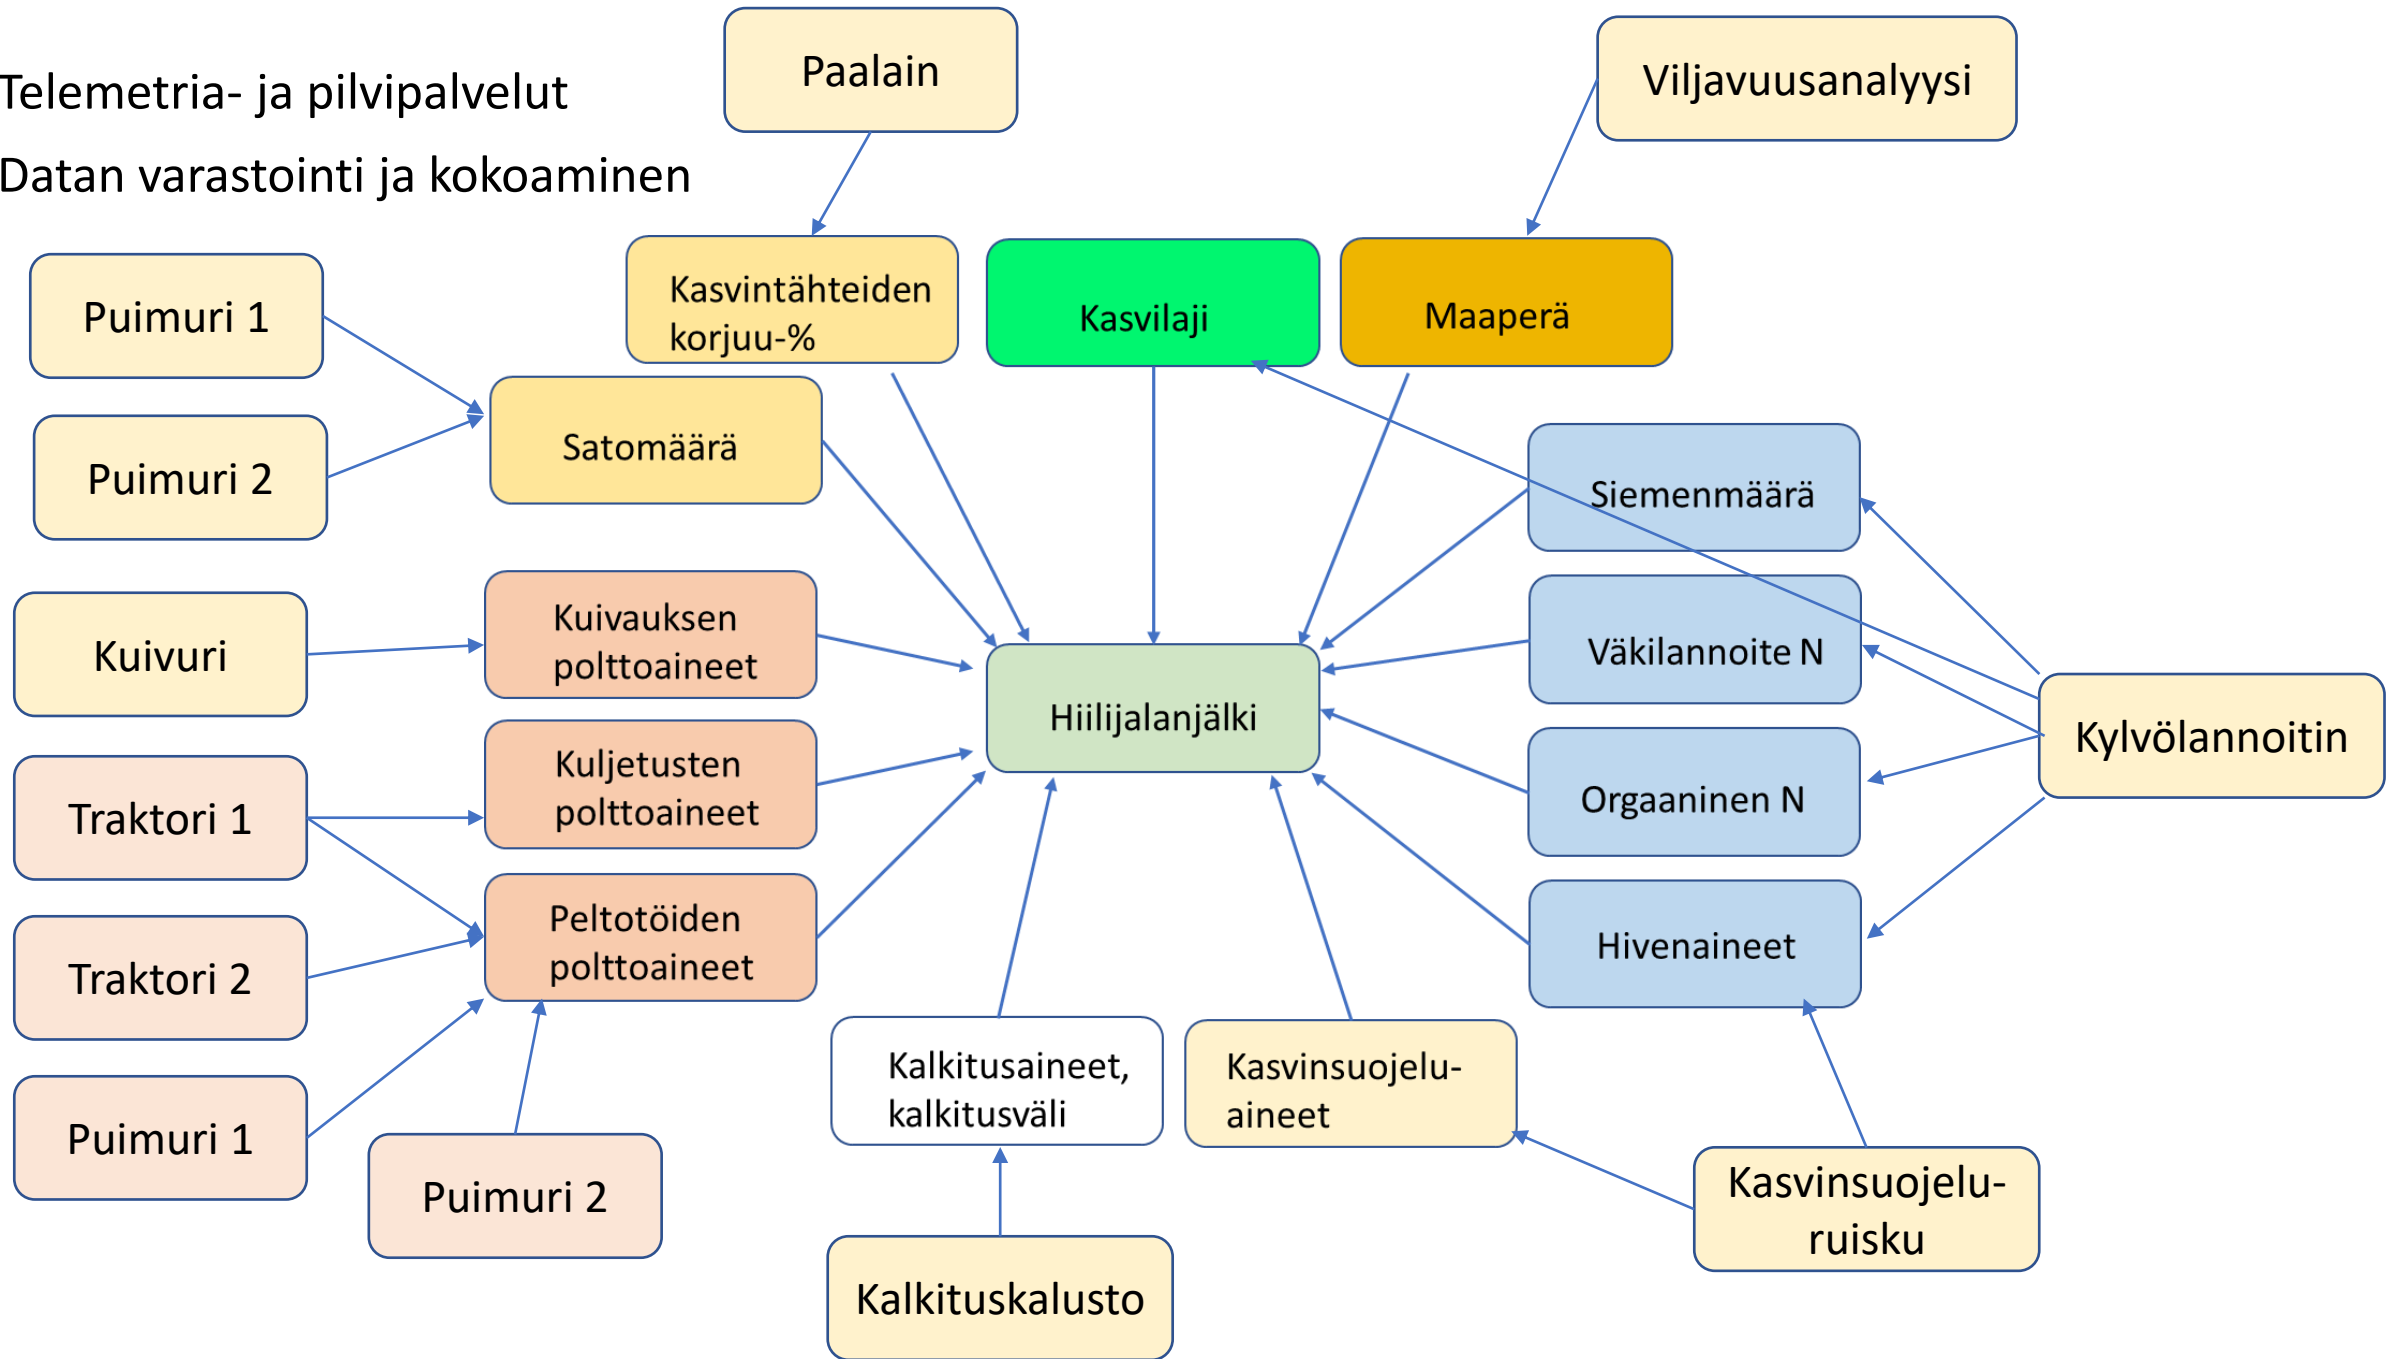 Telemetria- ja pilvipalvelut
Datan varastointi ja kokoaminen
Paalain
Viljavuusanalyysi
Puimuri 1
Kasvintähteiden
korjuu-%
Kasvilaji
Maaperä
Puimuri 2
Satomäärä
Siemenmäärä
Kuivuri
Kuivauksen
polttoaineet
Väkilannoite N
Hiilijalanjälki
Kylvölannoitin
Traktori 1
Kuljetusten
polttoaineet
Orgaaninen N
Traktori 2
Peltotöiden
polttoaineet
Hivenaineet
Puimuri 1
Puimuri 2
Kalkitusaineet,
kalkitusväli
Kasvinsuojelu-
aineet
Kasvinsuojelu-
ruisku
Kalkituskalusto